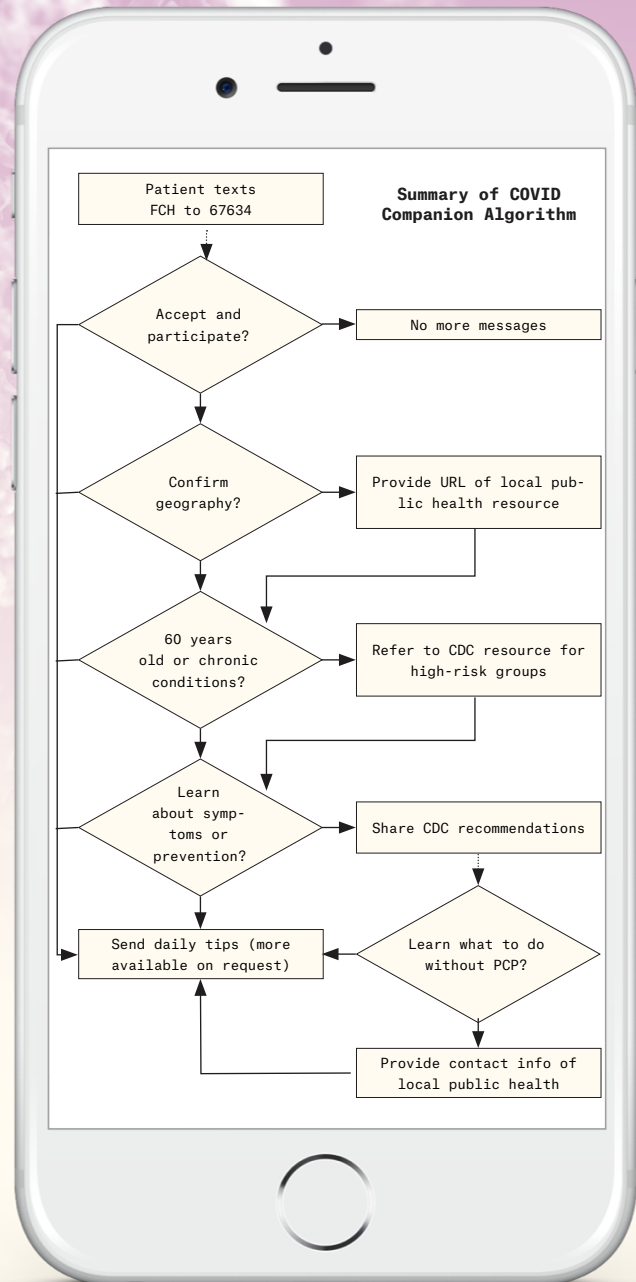 Patient texts
FCH to 67634
Summary of COVID
Companion Algorithm
Accept and
participate?
No more messages
Confirm
geography?
Provide URL of local pub-
lic health resource
60 years
old or chronic
conditions?
Refer to CDC resource for
high-risk groups
Learn
about symp-
toms or
prevention?
Share CDC recommendations
Send daily tips (more
available on request)
Learn what to do
without PCP?
Provide contact info of
local public health